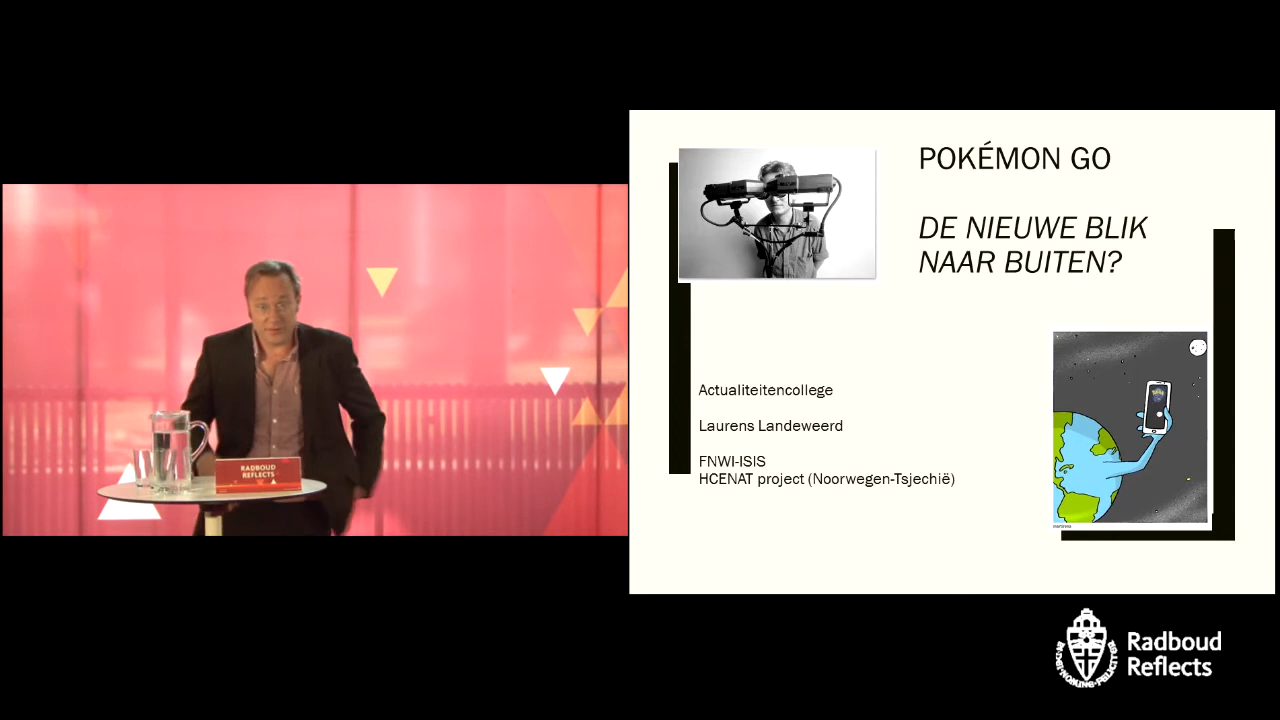 RADBOUD
REFLECTS
POKÉMON GO
DE NIEUWE BLIK
NAAR BUITEN?
Actualiteitencollege
Laurens Landeweerd
FNWI-ISIS
HCENAT project (Noorwegen-Tsjechië)
Radboud
Reflects